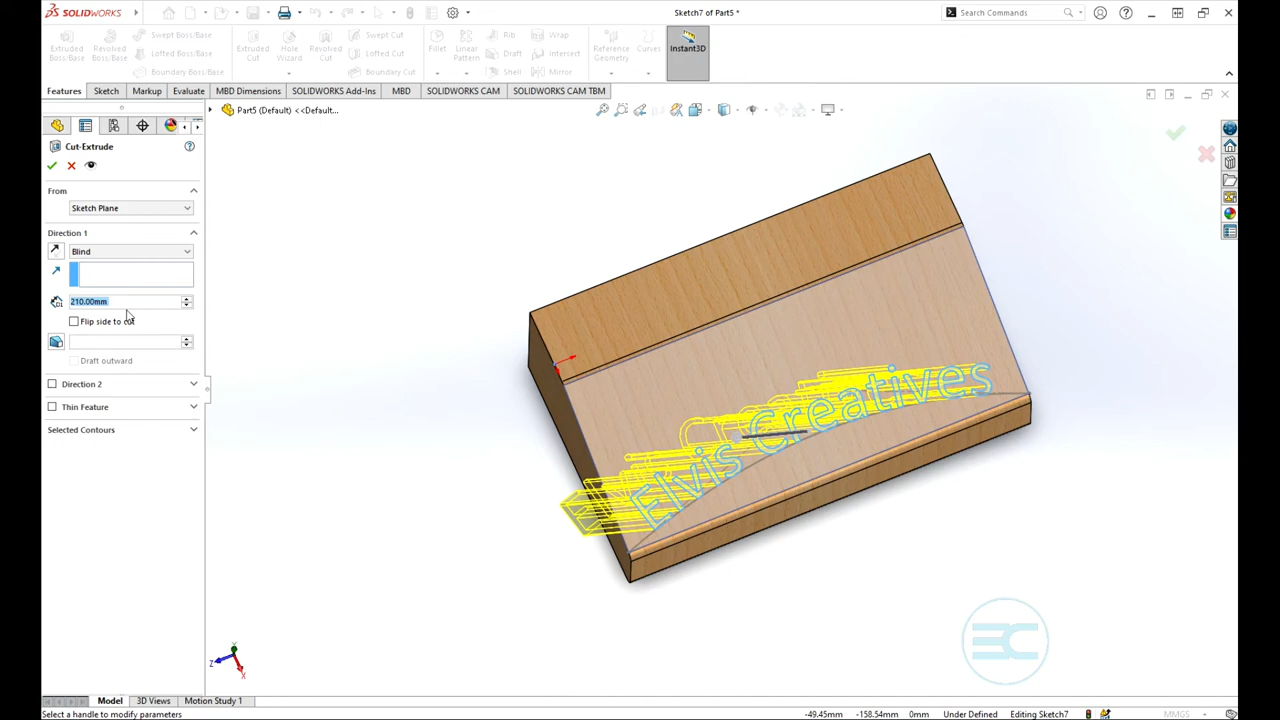 SOLIDWORKS
Sketch7 of Part5 *
Search Commands
Extruded Boss/Base
Revolved Boss/Base
Swept Boss/Base
Lofted Boss/Base
Boundary Boss/Base
Extruded Cut
Hole Wizard
Revolved Cut
Swept Cut
Lofted Cut
Boundary Cut
Fillet
Linear Pattern
Rib
Draft
Shell
Wrap
Intersect
Mirror
Reference Geometry
Curves
Instant3D
Features
Sketch
Markup
Evaluate
MBD Dimensions
SOLIDWORKS Add-Ins
MBD
SOLIDWORKS CAM
SOLIDWORKS CAM TBM
Part5 (Default) <<Default...
Cut-Extrude
From
Sketch Plane
Direction 1
Blind
210.00mm
Flip side to cut
Draft outward
Direction 2
Thin Feature
Selected Contours
Elvis Creatives
Y
Z
X
EC
Model
3D Views
Motion Study 1
Select a handle to modify parameters
-49.45mm
-158.54mm
0mm
Under Defined
Editing Sketch7
MMGS